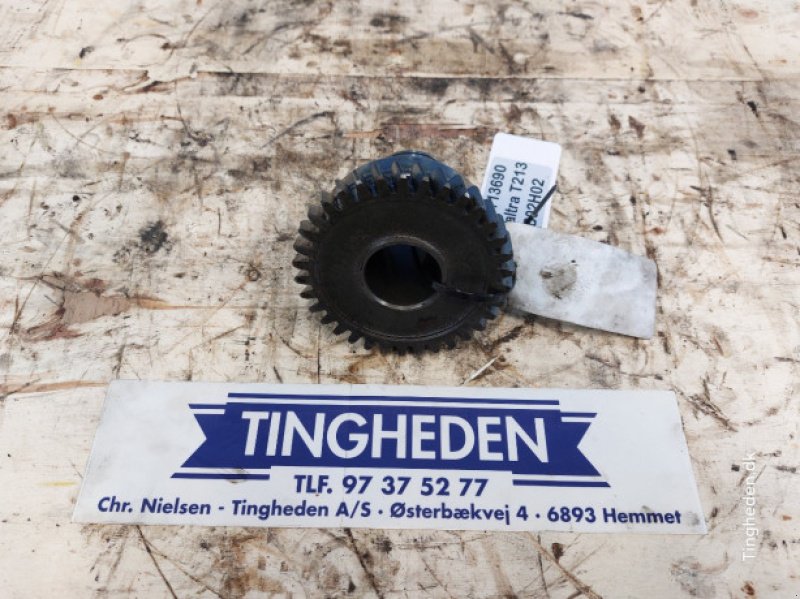 13690
altra T213
02H02
TINGHEDEN
TLF. 97 37 52 77
Chr. Nielsen - Tingheden A/S · Østerbækvej 4 · 6893 Hemmet
Tingheden.dk